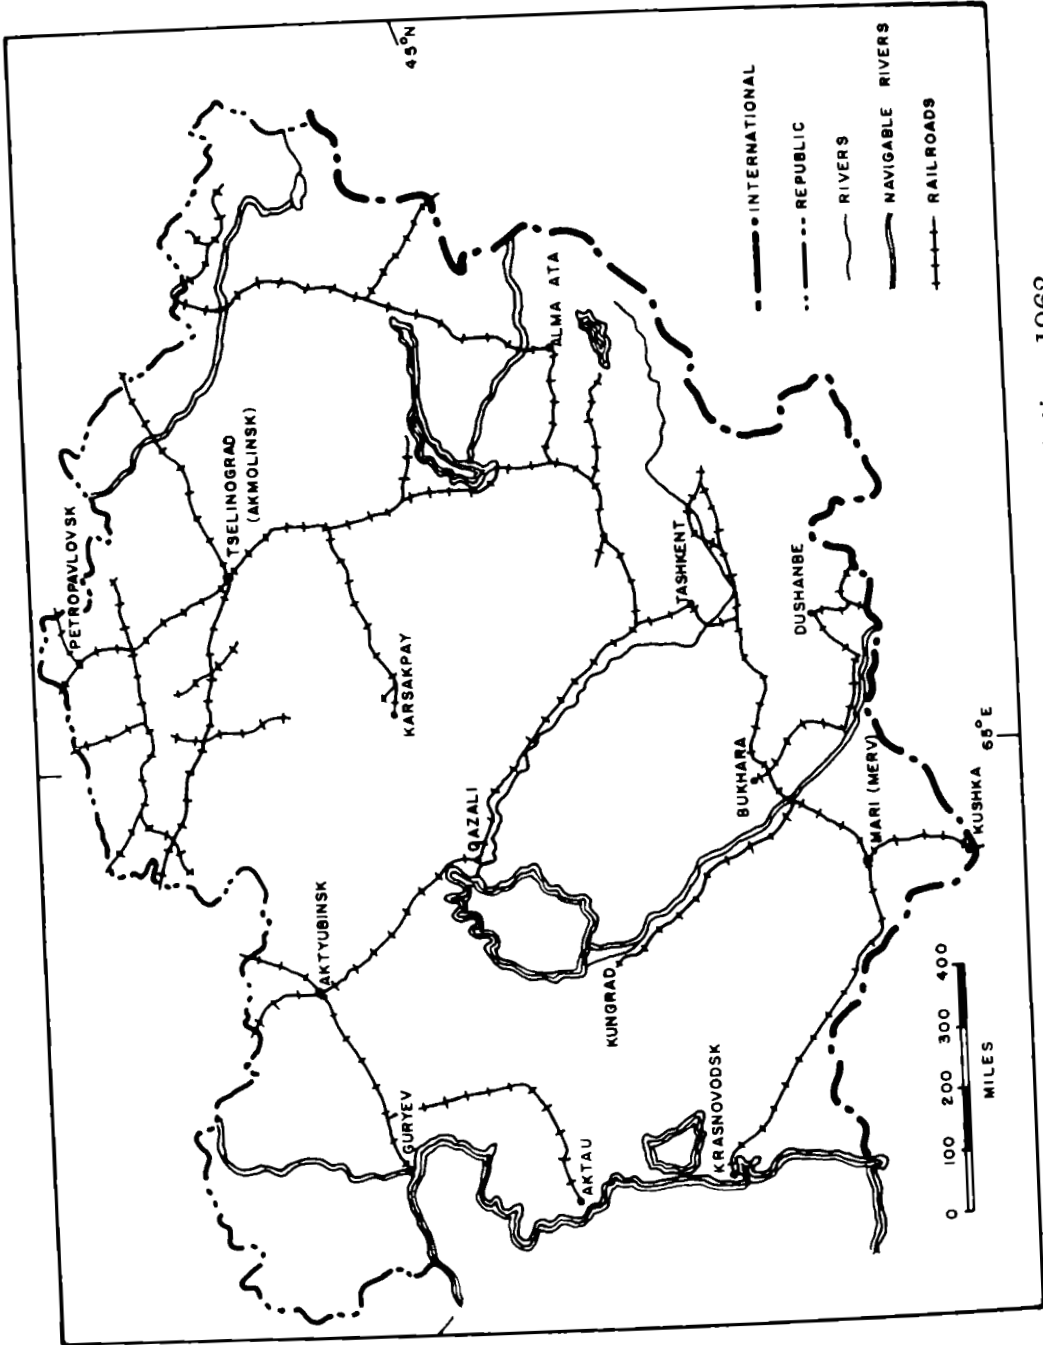 45°N
PETROPAVLOVSK
TSELINOGRAD
(AKMOLINSK)
KARSAKPAY
ALMA ATA
AKTYUBINSK
QAZALI
TASHKENT
GURYEV
KUNGRAD
BUKHARA
DUSHANBE
AKTAU
KRASNOVODSK
MARI (MERV)
KUSHKA
65°E
INTERNATIONAL
REPUBLIC
RIVERS
NAVIGABLE RIVERS
RAILROADS
0 100 200 300 400
MILES